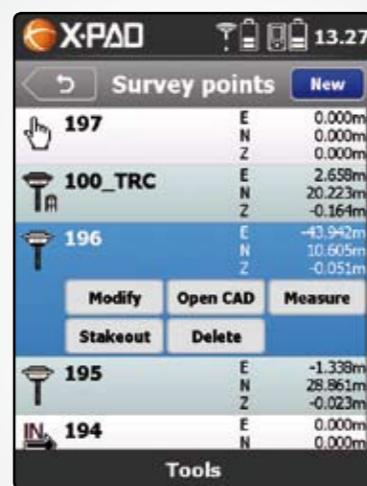 X-PAD 13.27
Survey points New
197 E 0.000m
N 0.000m
Z 0.000m
100_TRC E 2.658m
N 20.223m
Z -0.164m
196 E -43.942m
N 10.605m
Z -0.051m
Modify Open CAD Measure
Stakeout Delete
195 E -1.338m
N 28.861m
Z -0.023m
IN 194 E 0.000m
N 0.000m
Tools